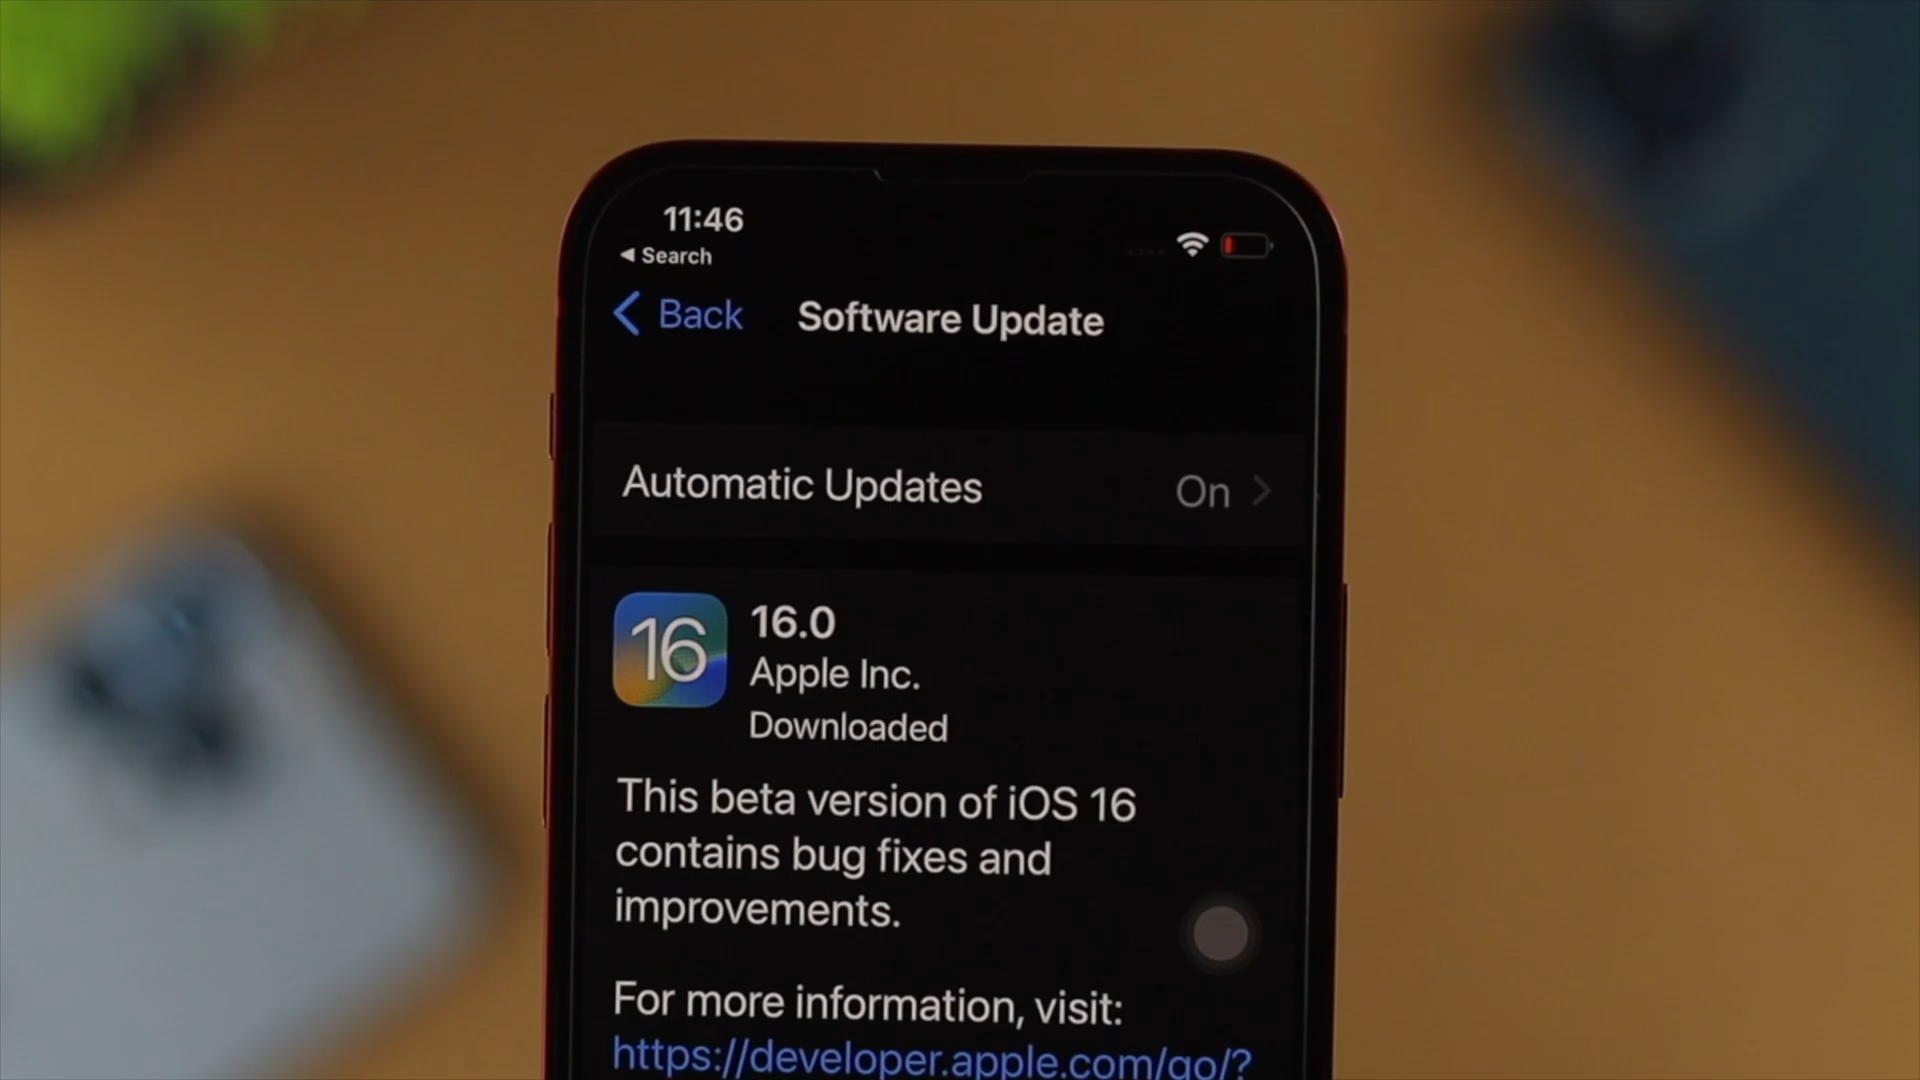 11:46
◀ Search
Back
Software Update
Automatic Updates
On
16
16.0
Apple Inc.
Downloaded
This beta version of iOS 16
contains bug fixes and
improvements.
For more information, visit:
https://developer.apple.com/go/?